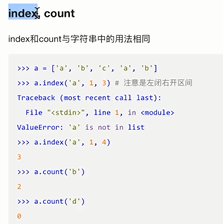 index, count
index和count与字符串中的用法相同
>>> a = ['a', 'b', 'c', 'a', 'b']
>>> a.index('a', 1, 3) # 注意是左闭右开区间
Traceback (most recent call last):
  File "<stdin>", line 1, in <module>
ValueError: 'a' is not in list
>>> a.index('a', 1, 4)
3
>>> a.count('b')
2
>>> a.count('d')
0